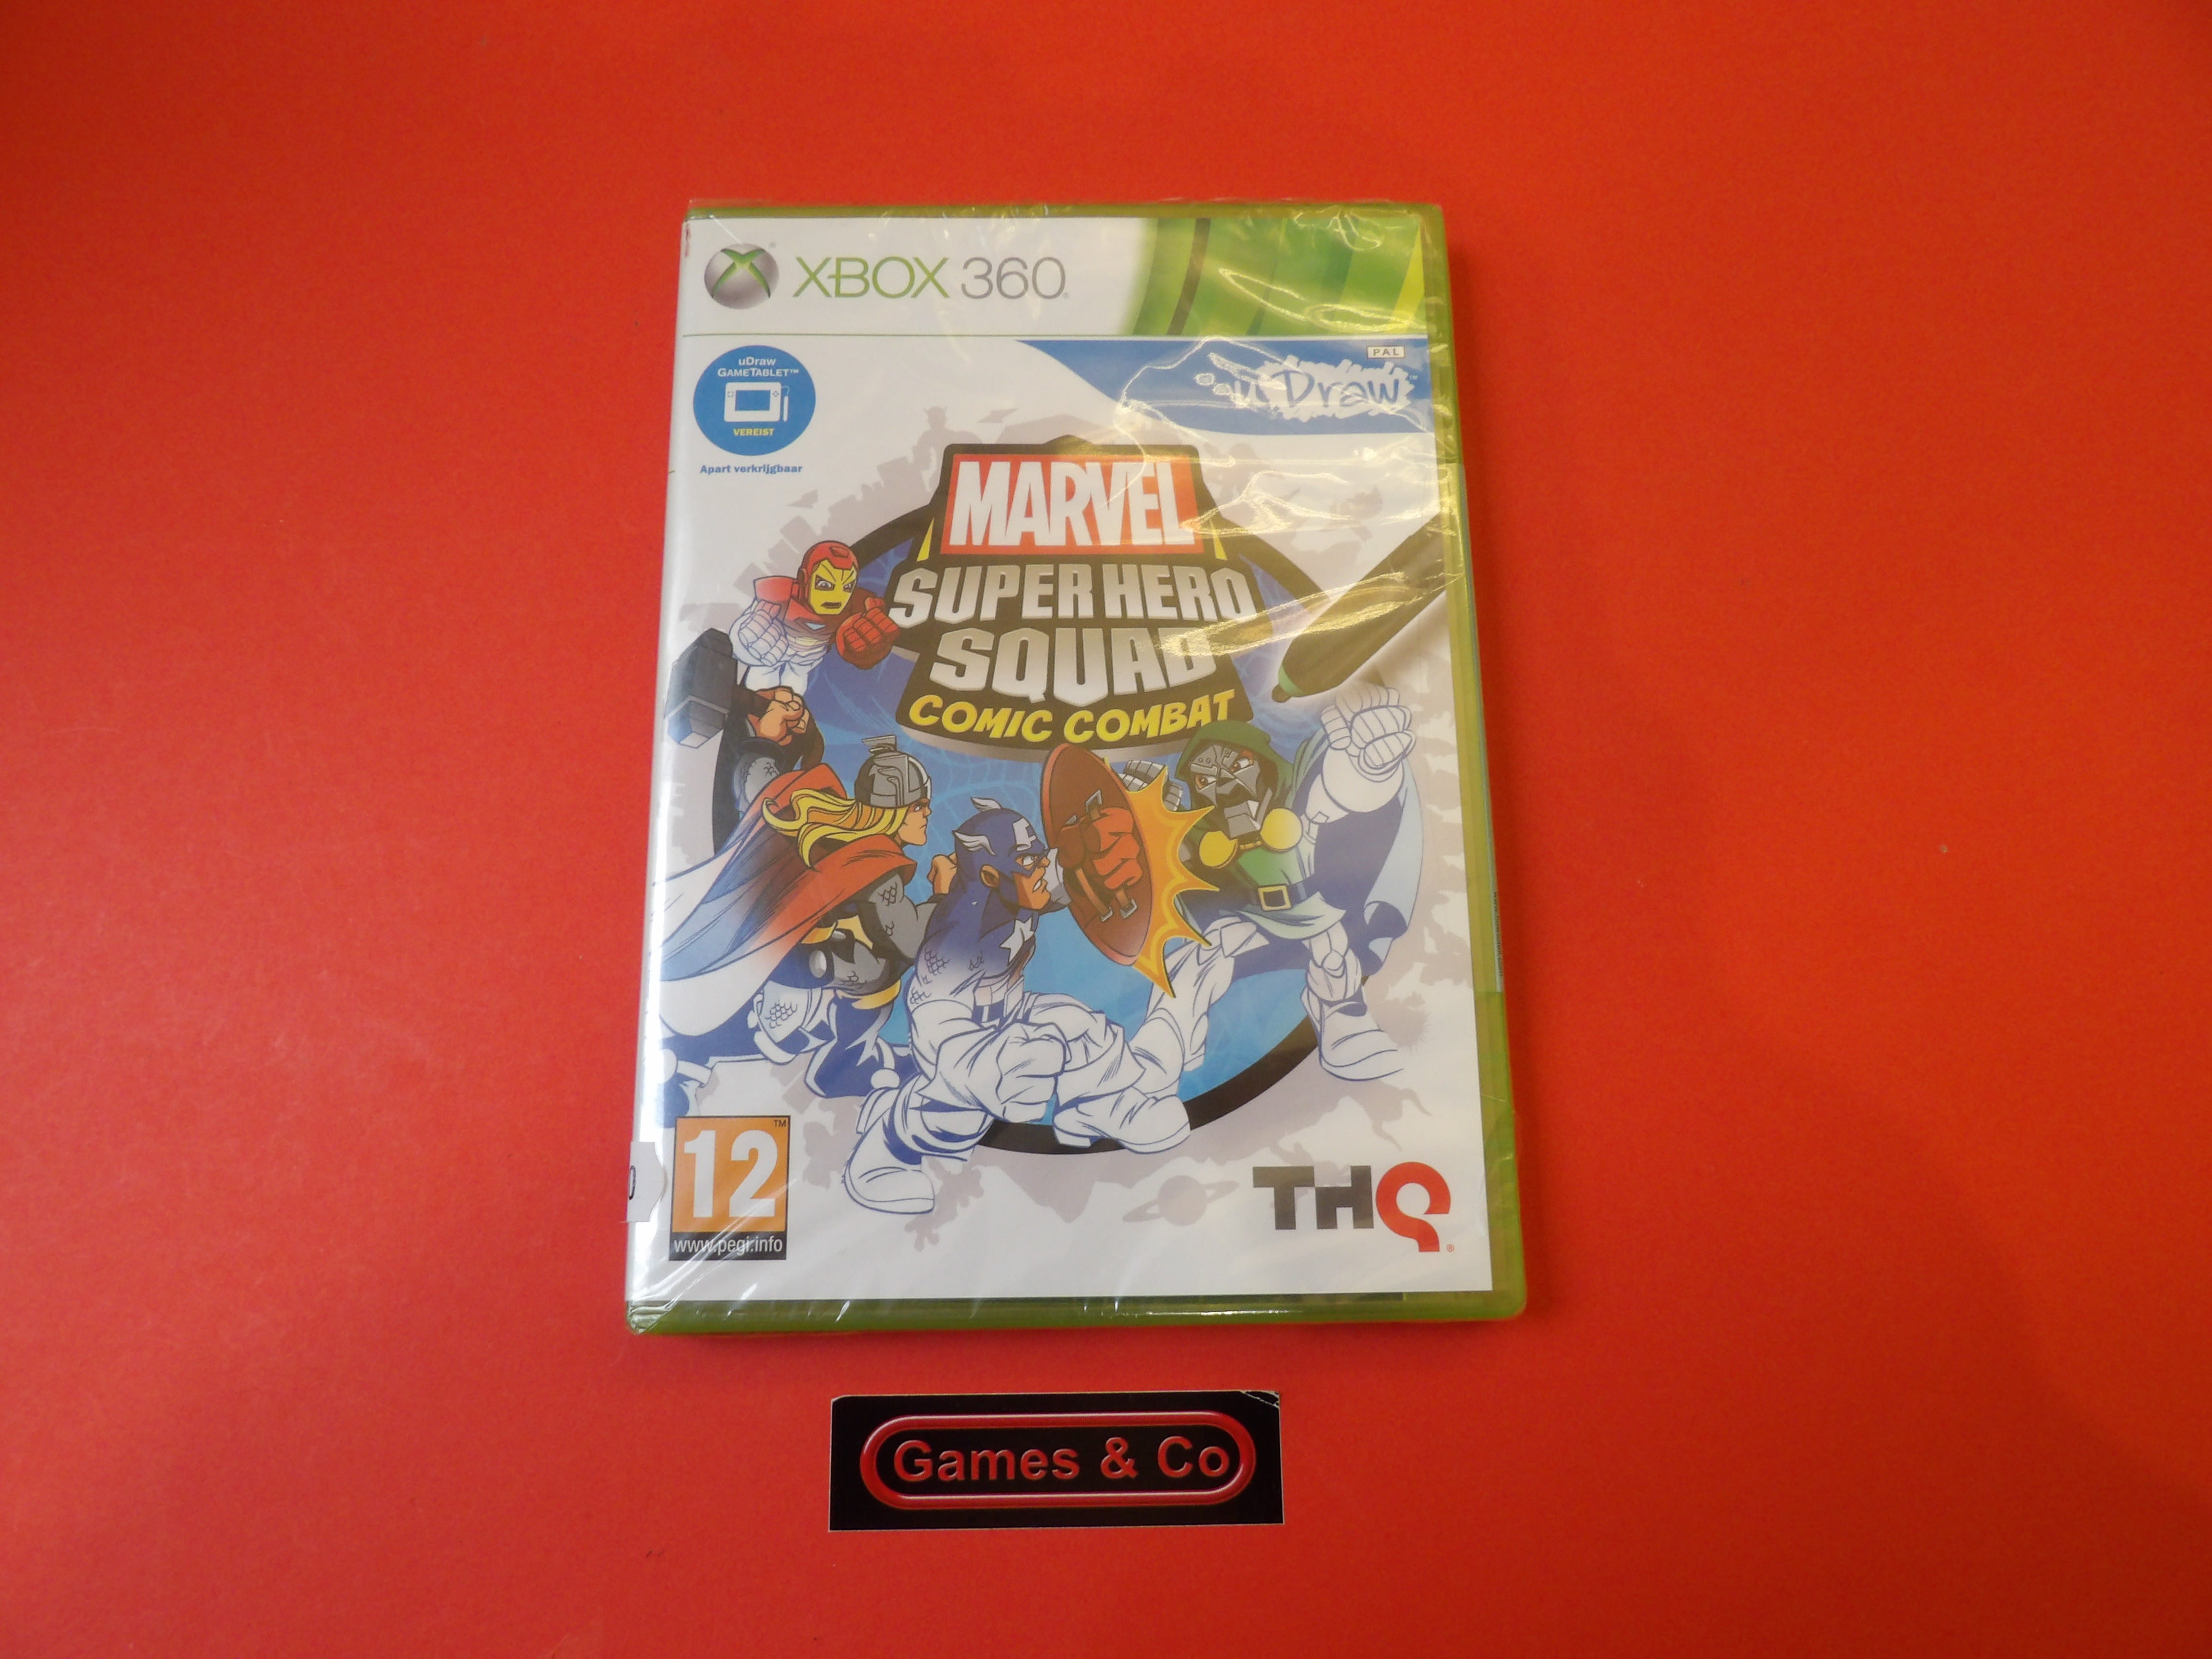 XBOX 360
PAL
uDraw
GAMETABLET™
VEREIST
Apart verkrijgbaar
uDraw
MARVEL
SUPER HERO
SQUAD
COMIC COMBAT
12
www.pegi.info
THQ
Games & Co